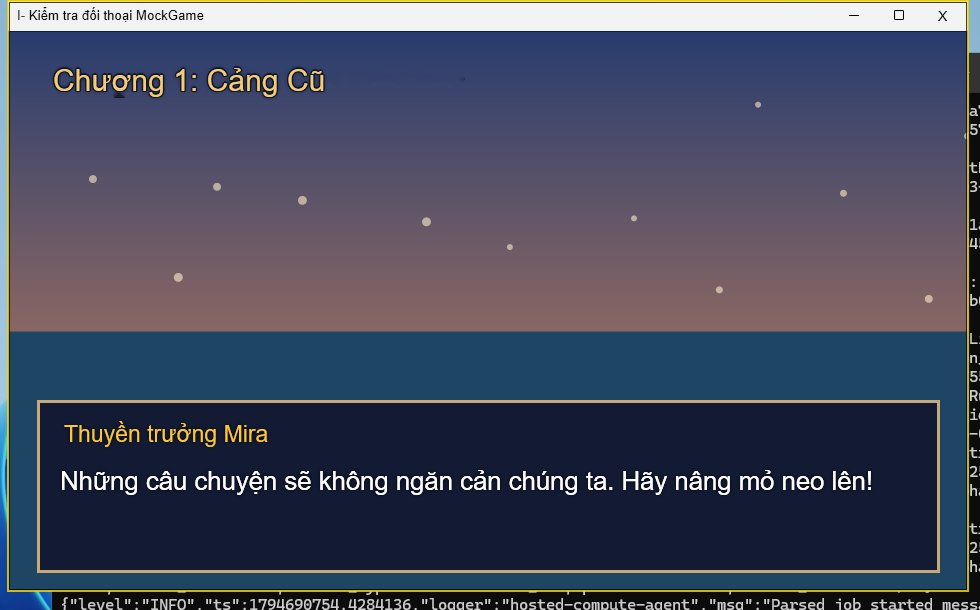 I- Kiểm tra đối thoại MockGame
Chương 1: Cảng Cũ
Thuyền trưởng Mira
Những câu chuyện sẽ không ngăn cản chúng ta. Hãy nâng mỏ neo lên!
{"level":"INFO","ts":1794690754.4284136,"logger":"hosted-compute-agent","msg":"Parsed job started mes